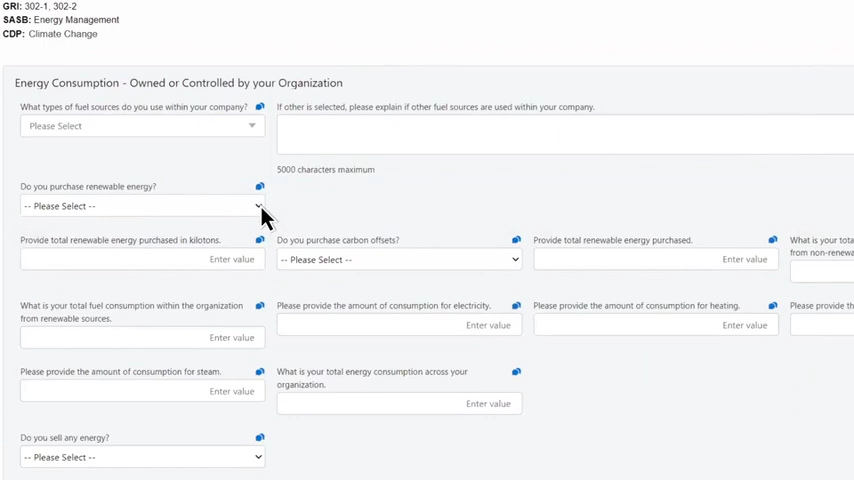 GRI: 302-1, 302-2
SASB: Energy Management
CDP: Climate Change
Energy Consumption - Owned or Controlled by your Organization
What types of fuel sources do you use within your company?
If other is selected, please explain if other fuel sources are used within your company.
Please Select
5000 characters maximum
Do you purchase renewable energy?
-- Please Select --
Provide total renewable energy purchased in kilotons.
Do you purchase carbon offsets?
Provide total renewable energy purchased.
What is your tota
from non-renewa
Enter value
-- Please Select --
Enter value
What is your total fuel consumption within the organization
from renewable sources.
Please provide the amount of consumption for electricity.
Please provide the amount of consumption for heating.
Please provide th
Enter value
Enter value
Enter value
Please provide the amount of consumption for steam.
What is your total energy consumption across your
organization.
Enter value
Enter value
Do you sell any energy?
-- Please Select --